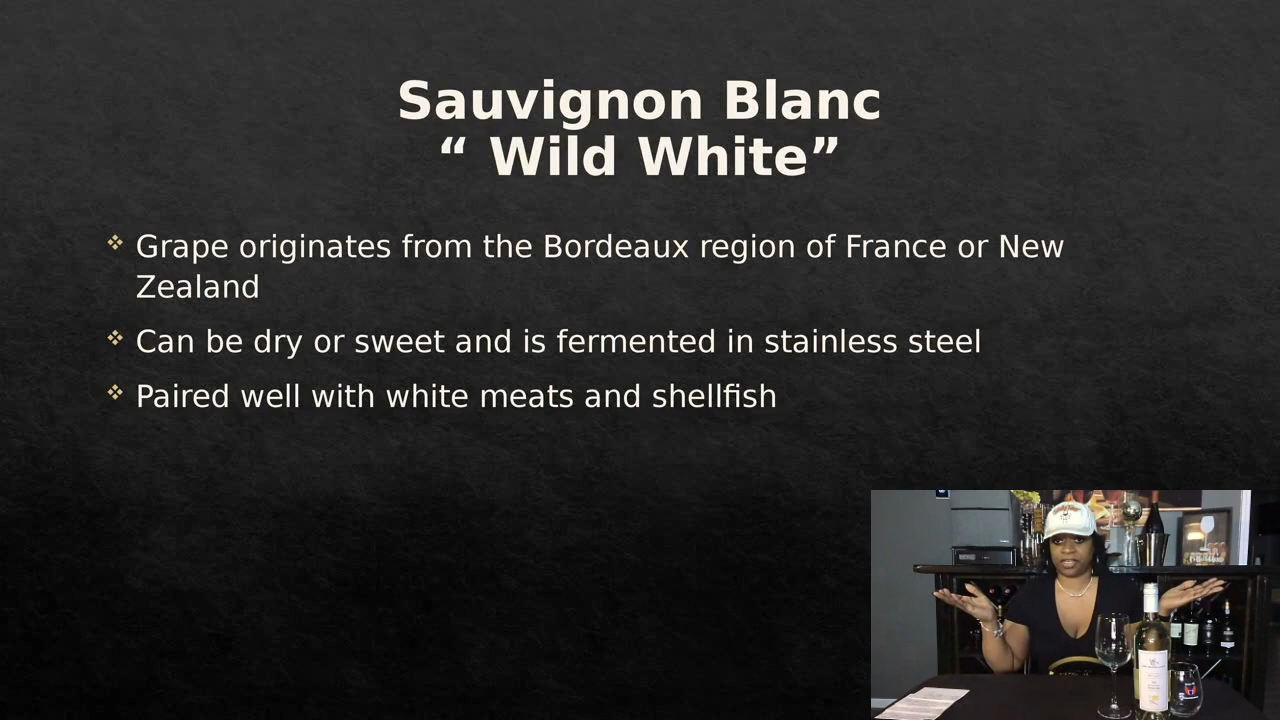 Sauvignon Blanc
“ Wild White”
Grape originates from the Bordeaux region of France or New
Zealand
Can be dry or sweet and is fermented in stainless steel
Paired well with white meats and shellfish